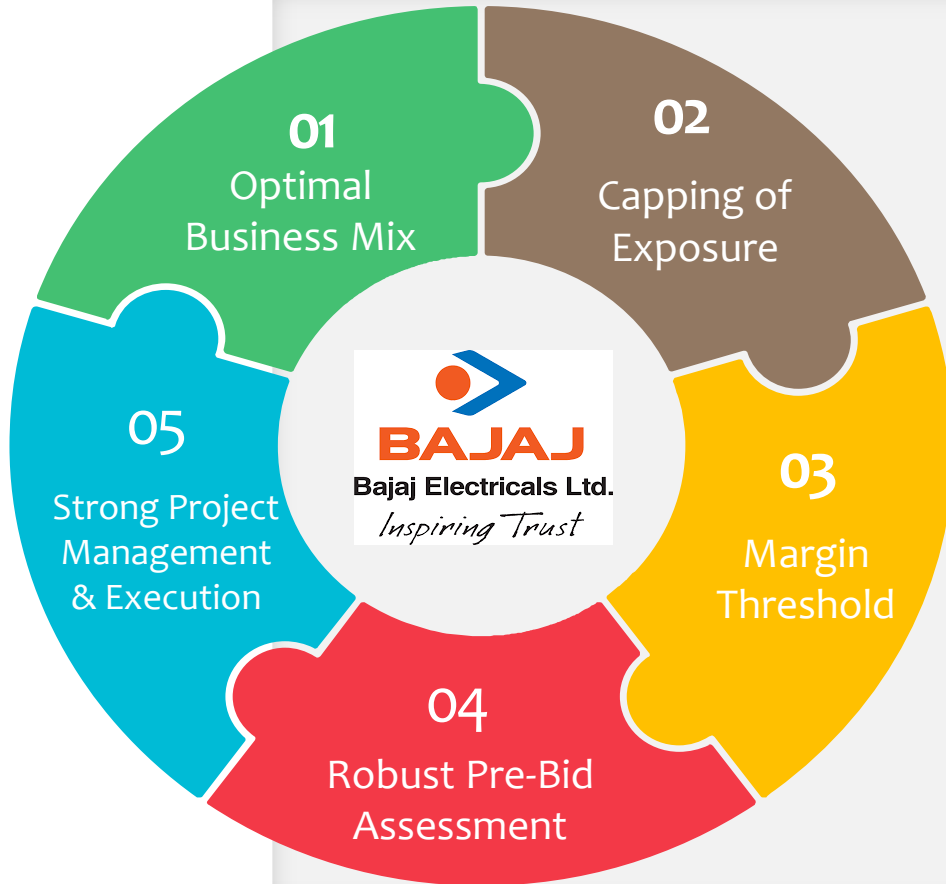 01
Optimal
Business Mix
02
Capping of
Exposure
03
Margin
Threshold
04
Robust Pre-Bid
Assessment
05
Strong Project
Management
& Execution
BAJAJ
Bajaj Electricals Ltd.
Inspiring Trust